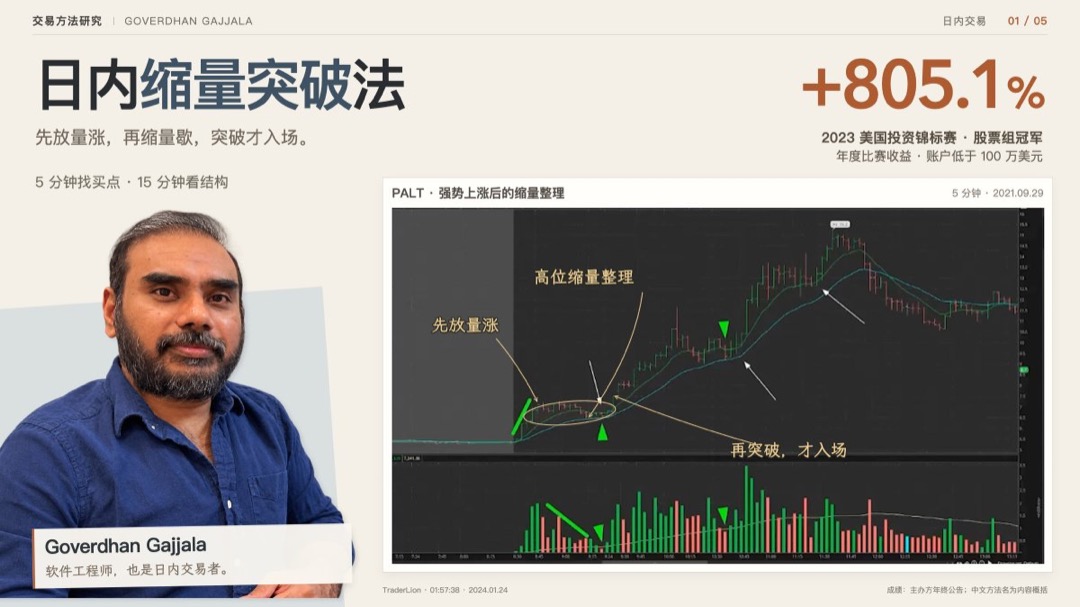 交易方法研究 | GOVERDHAN GAJJALA
日内交易 01 / 05
日内缩量突破法
+805.1%
先放量涨，再缩量歇，突破才入场。
2023 美国投资锦标赛 · 股票组冠军
年度比赛收益 · 账户低于 100 万美元
5 分钟找买点 · 15 分钟看结构
PALT · 强势上涨后的缩量整理
5 分钟 · 2021.09.29
高位缩量整理
先放量涨
再突破，才入场
Goverdhan Gajjala
软件工程师，也是日内交易者。
TraderLion · 01:57:38 · 2024.01.24
成绩：主办方年终公告；中文方法名为内容概括